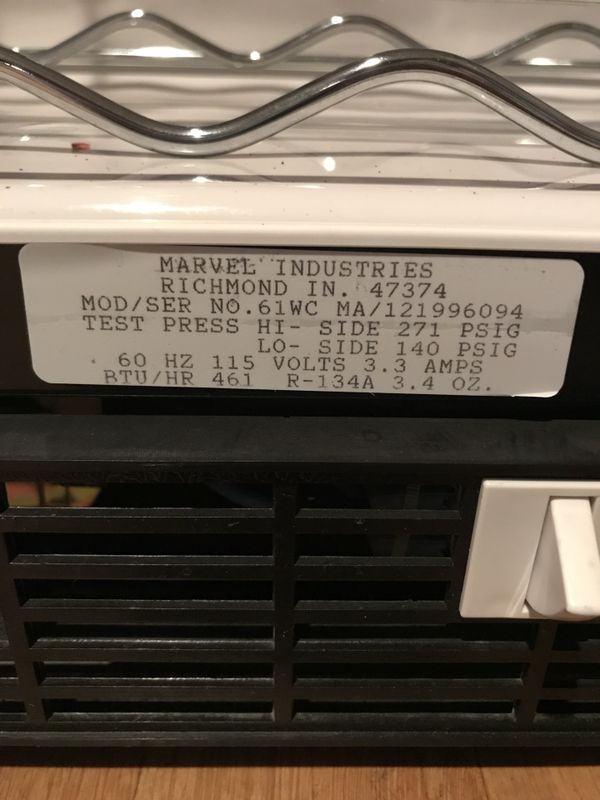 MARVEL INDUSTRIES
RICHMOND IN. 47374
MOD/SER NO.61WC MA/121996094
TEST PRESS HI- SIDE 271 PSIG
LO- SIDE 140 PSIG
60 HZ 115 VOLTS 3.3 AMPS
BTU/HR 461 R-134A 3.4 OZ.